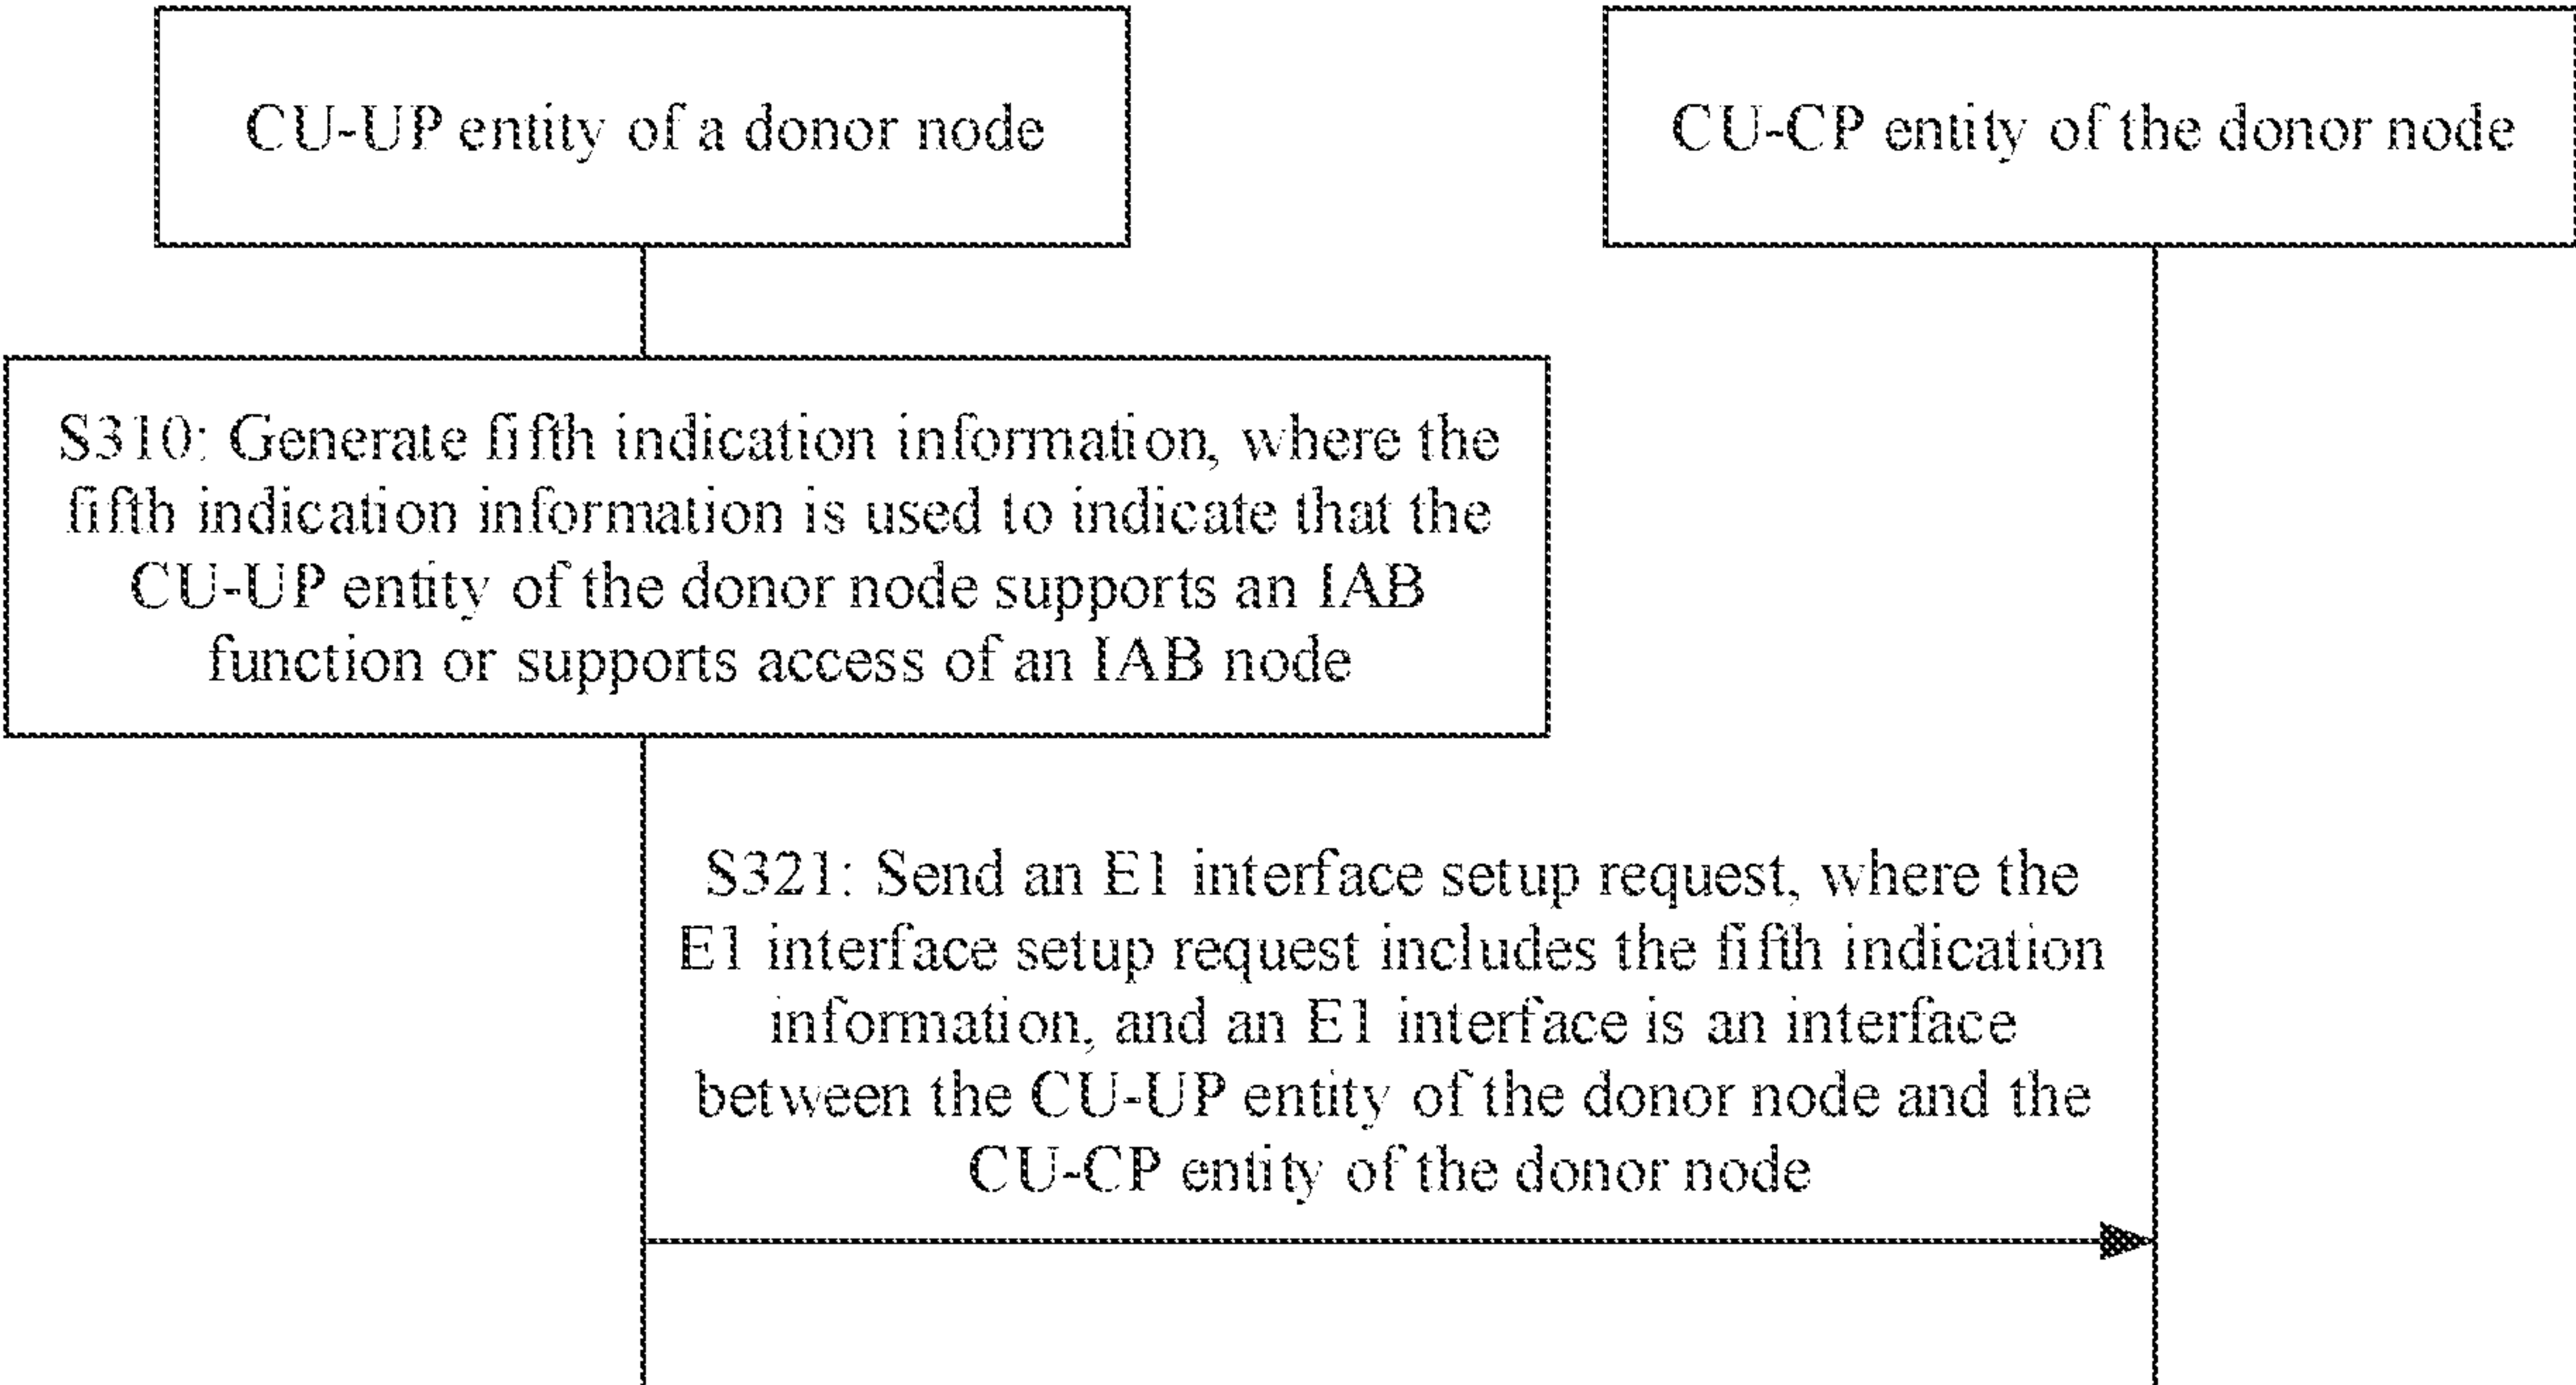 CU-UP entity of a donor node
CU-CP entity of the donor node
S310: Generate fifth indication information, where the
fifth indication information is used to indicate that the
CU-UP entity of the donor node supports an IAB
function or supports access of an IAB node
S321: Send an E1 interface setup request, where the
E1 interface setup request includes the fifth indication
information, and an E1 interface is an interface
between the CU-UP entity of the donor node and the
CU-CP entity of the donor node